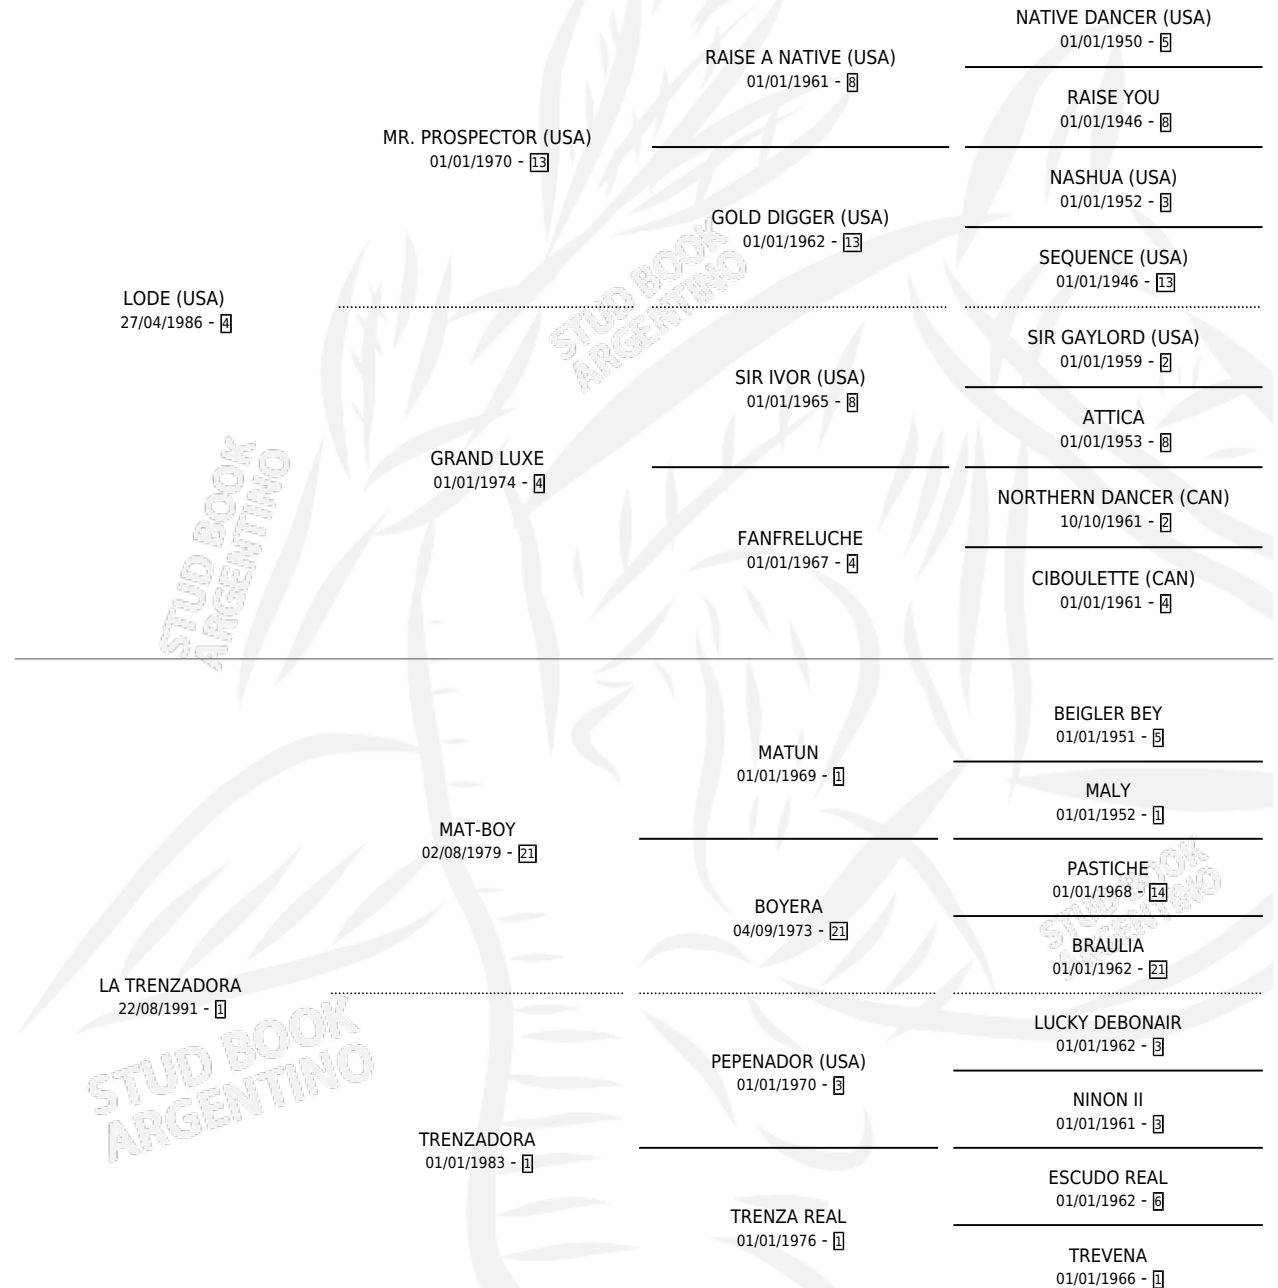 NATIVE DANCER (USA)
01/01/1950 - 5
RAISE A NATIVE (USA)
01/01/1961 - 8
RAISE YOU
01/01/1946 - 8
MR. PROSPECTOR (USA)
01/01/1970 - 13
NASHUA (USA)
01/01/1952 - 3
GOLD DIGGER (USA)
01/01/1962 - 13
SEQUENCE (USA)
01/01/1946 - 13
LODE (USA)
27/04/1986 - 4
STUD BOOK
ARGENTINO
SIR GAYLORD (USA)
01/01/1959 - 2
SIR IVOR (USA)
01/01/1965 - 8
ATTICA
01/01/1953 - 8
GRAND LUXE
01/01/1974 - 4
NORTHERN DANCER (CAN)
10/10/1961 - 2
FANFRELUCHE
01/01/1967 - 4
CIBOULETTE (CAN)
01/01/1961 - 4
STUD BOOK
ARGENTINO
BEIGLER BEY
01/01/1951 - 5
MATUN
01/01/1969 - 1
MALY
01/01/1952 - 1
MAT-BOY
02/08/1979 - 21
PASTICHE
01/01/1968 - 14
BOYERA
04/09/1973 - 21
BRAULIA
01/01/1962 - 21
STUD BOOK
ARGENTINO
LA TRENZADORA
22/08/1991 - 1
STUD BOOK
ARGENTINO
LUCKY DEBONAIR
01/01/1962 - 3
PEPENADOR (USA)
01/01/1970 - 3
NINON II
01/01/1961 - 3
TRENZADORA
01/01/1983 - 1
ESCUDO REAL
01/01/1962 - 6
TRENZA REAL
01/01/1976 - 1
TREVENA
01/01/1966 - 1